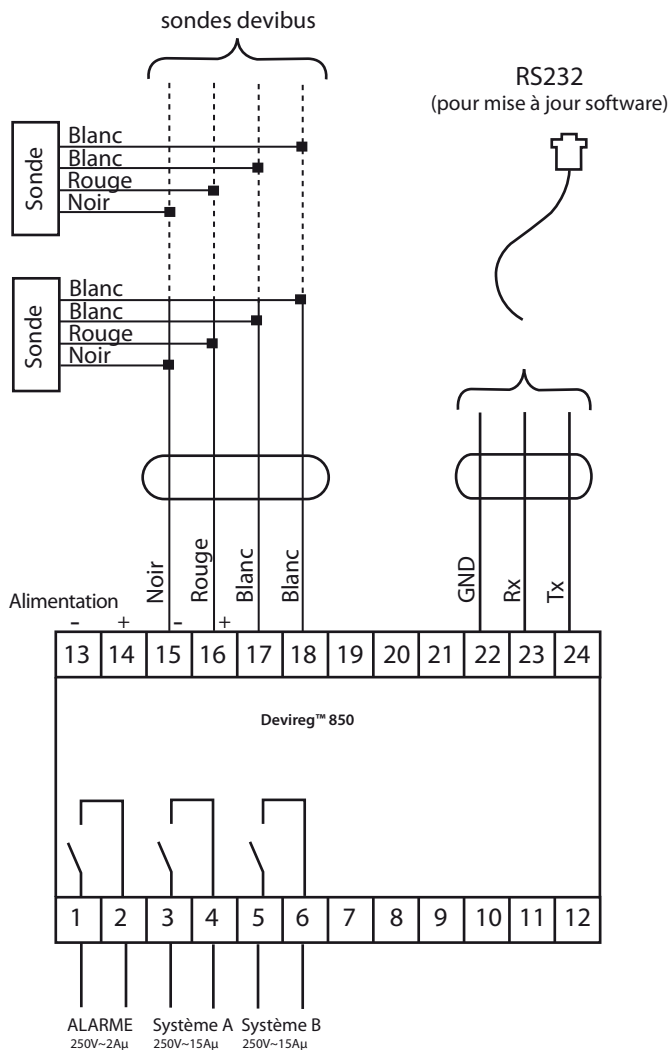 sondes devibus
RS232
(pour mise à jour software)
Sonde
Blanc
Blanc
Rouge
Noir
Sonde
Blanc
Blanc
Rouge
Noir
Noir
Rouge
Blanc
Blanc
GND
Rx
Tx
Alimentation
- + - +
13 14 15 16 17 18 19 20 21 22 23 24
Devireg™ 850
1 2 3 4 5 6 7 8 9 10 11 12
ALARME Système A Système B
250V~2Aµ 250V~15Aµ 250V~15Aµ